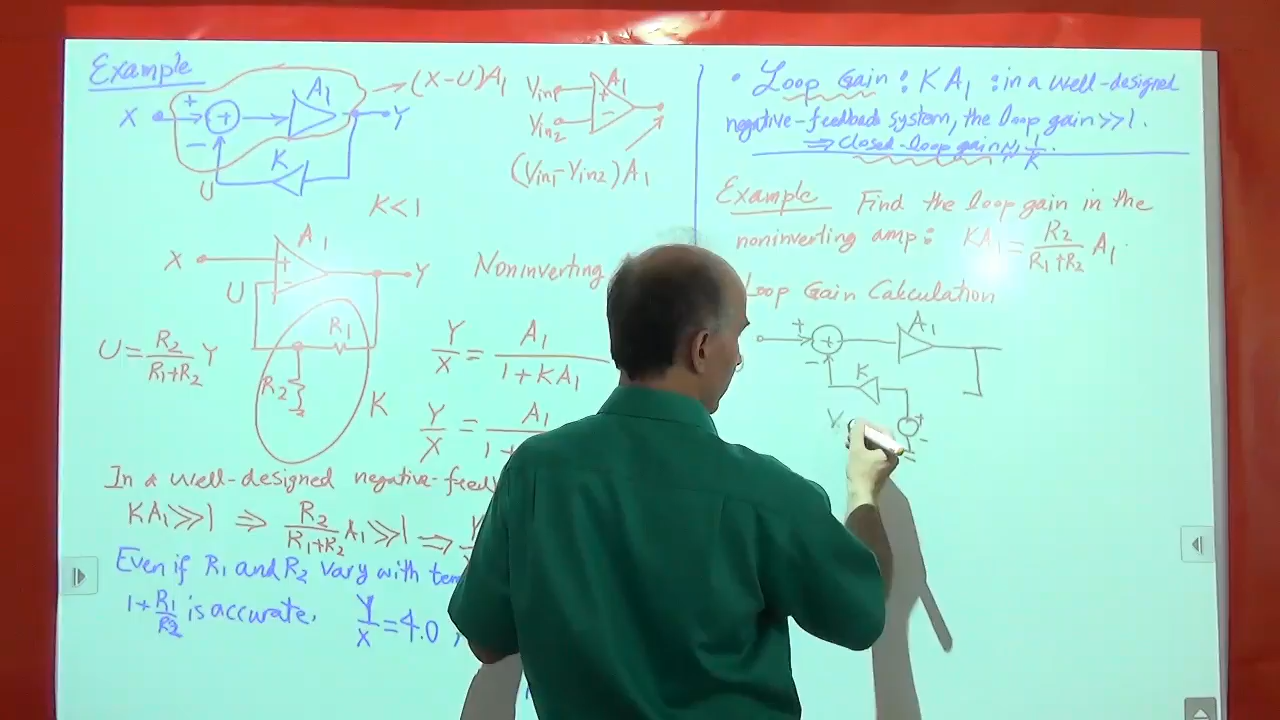 Example
X + + A1 Y
→ (X-U)A1
−
K
U
Vin1 + A1
Vin2 −
(Vin1-Vin2)A1
K<1
X + A1 Y
−
U
R1
R2
K
U = R2/(R1+R2) Y
Noninverting
Y/X = A1/(1+KA1)
Y/X = A1
In a well-designed negative-feed
KA1≫1 ⇒ R2/(R1+R2) A1≫1 ⇒
Even if R1 and R2 vary with tem
1+R1/R2 is accurate.
Y/X = 4.0,
• Loop Gain : KA1 : in a well-designed
negative-feedback system, the loop gain ≫ 1.
⇒ Closed-loop gain ≈ 1/K.
Example Find the loop gain in the
noninverting amp: KA1 = R2/(R1+R2) A1.
Loop Gain Calculation
+ + A1
−
K
+
−